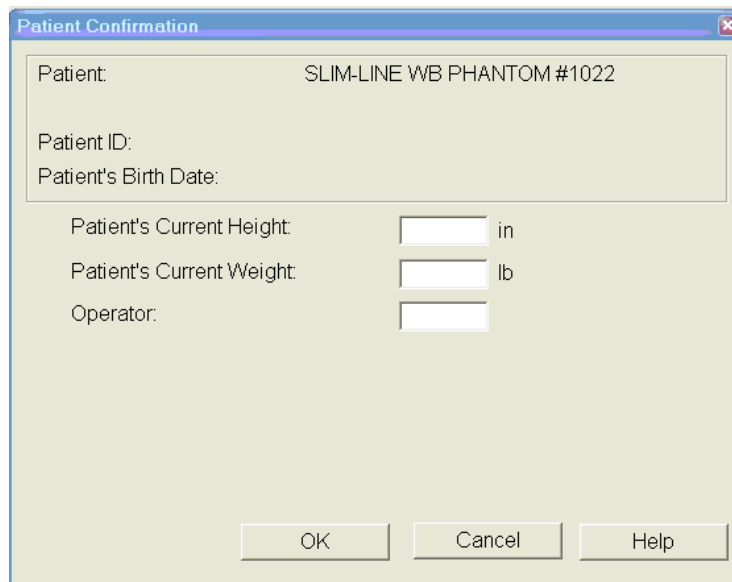 Patient Confirmation
Patient: SLIM-LINE WB PHANTOM #1022
Patient ID:
Patient's Birth Date:
Patient's Current Height: in
Patient's Current Weight: lb
Operator:
OK Cancel Help